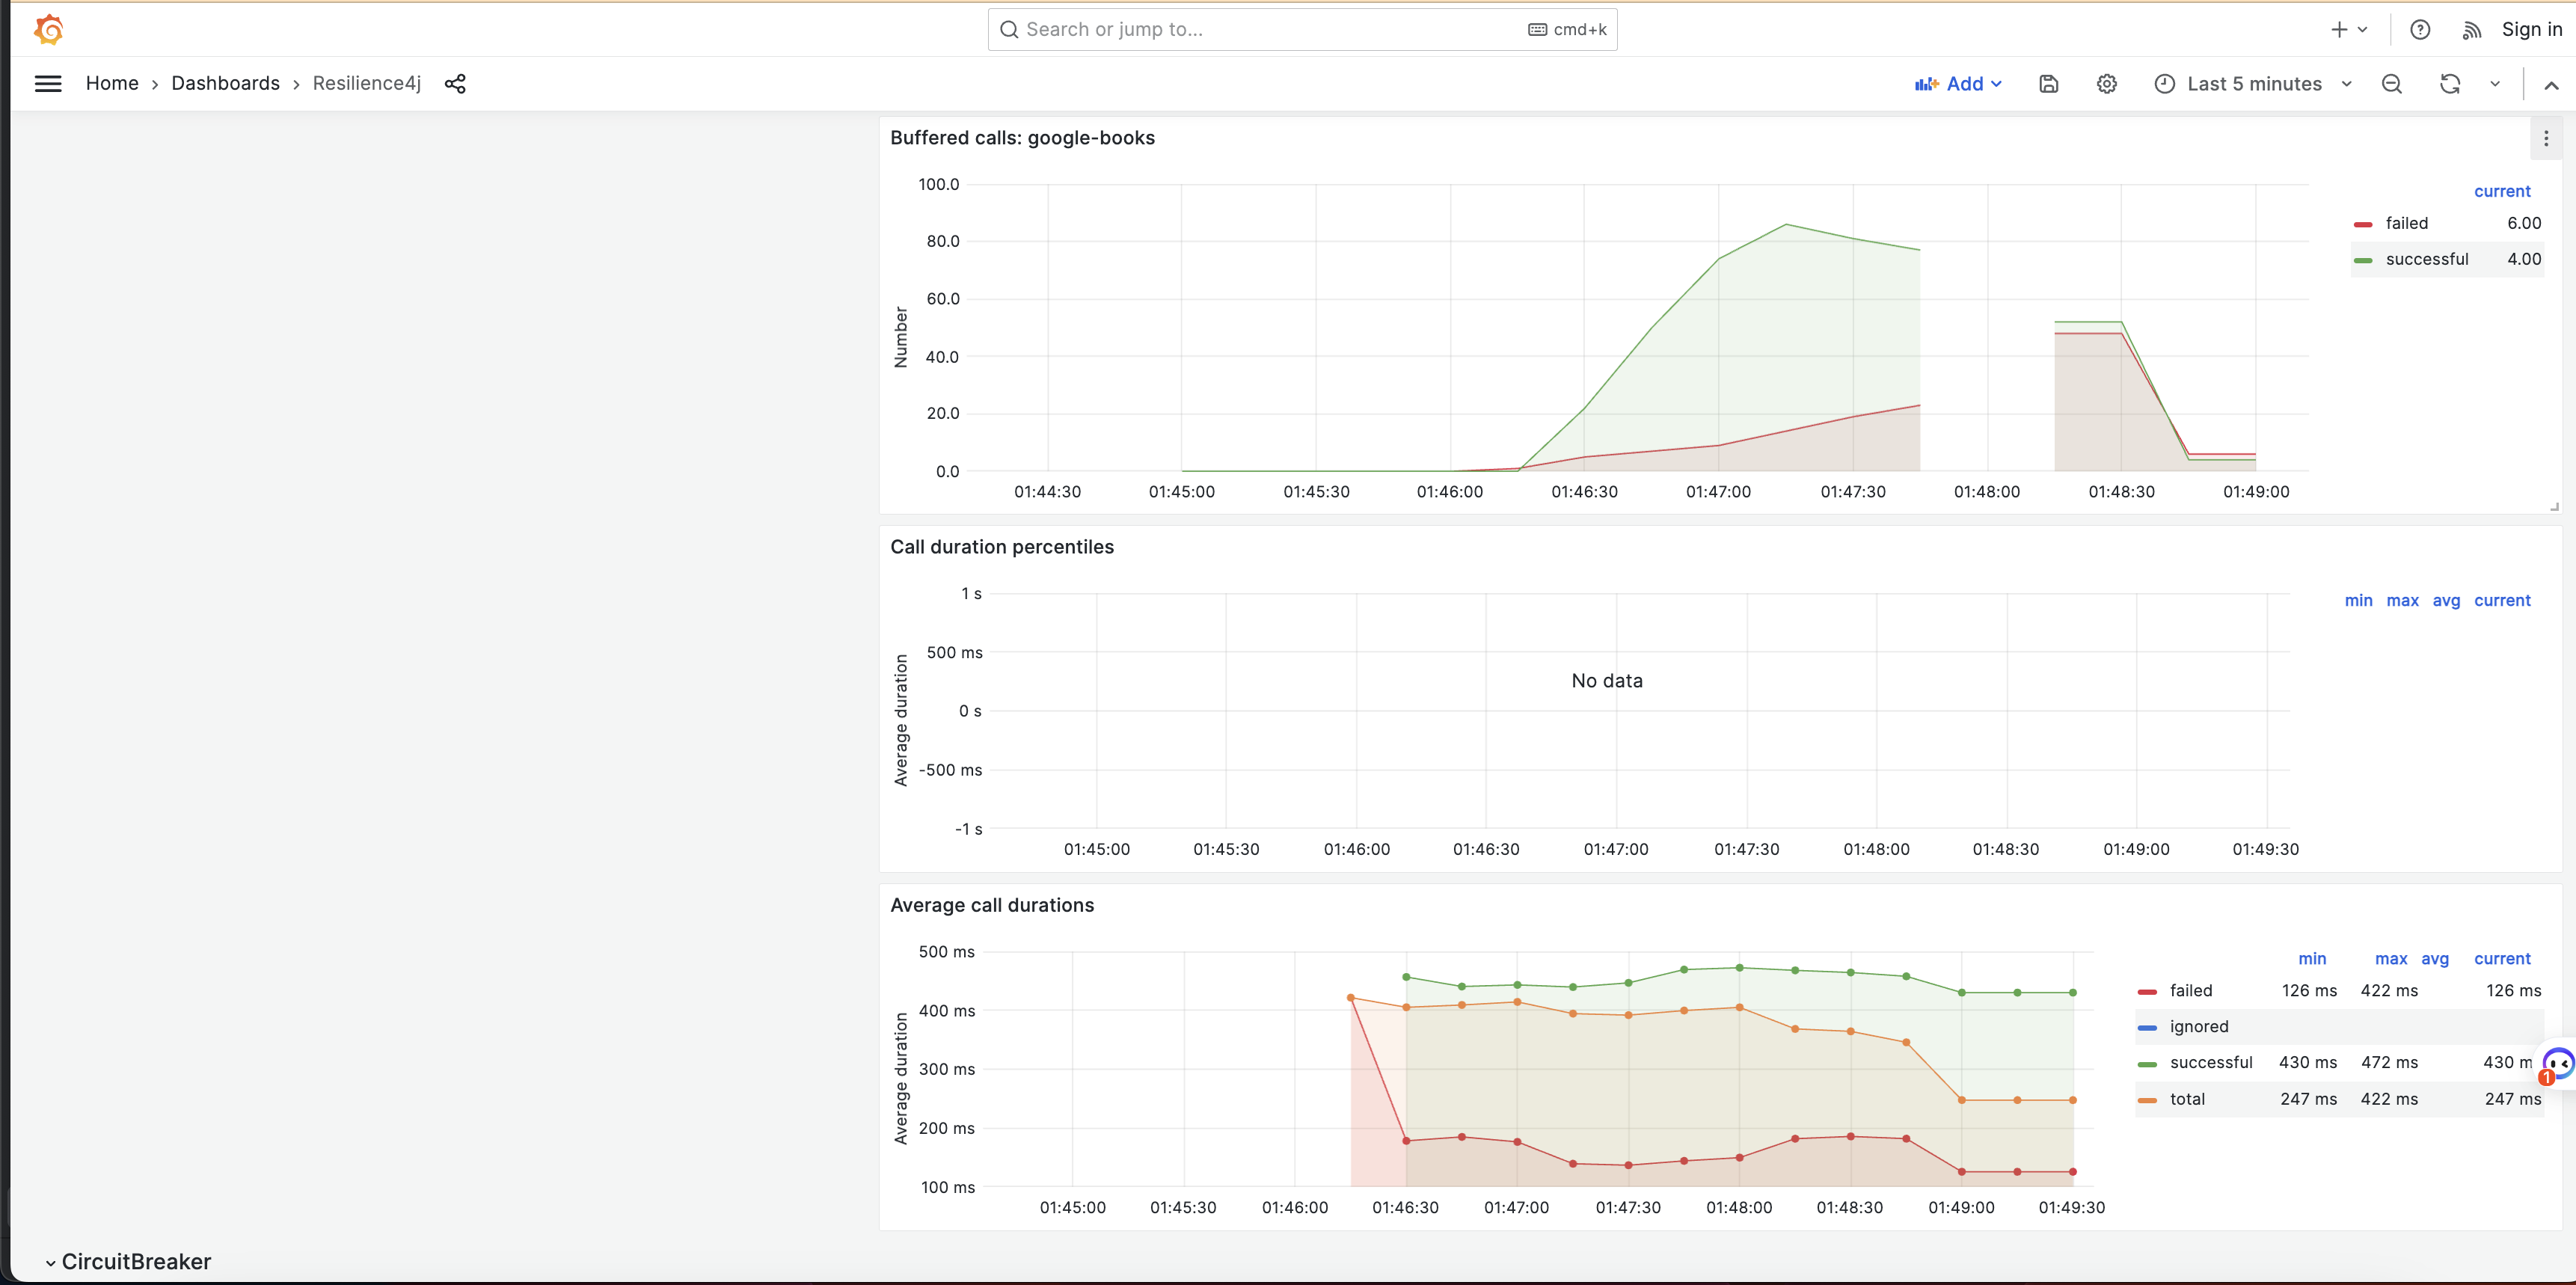 Search or jump to... cmd+k Sign in
Home › Dashboards › Resilience4j Add Last 5 minutes
Buffered calls: google-books
Number
100.0
80.0
60.0
40.0
20.0
0.0
01:44:30 01:45:00 01:45:30 01:46:00 01:46:30 01:47:00 01:47:30 01:48:00 01:48:30 01:49:00
current
failed 6.00
successful 4.00
Call duration percentiles
Average duration
1 s
500 ms
0 s
-500 ms
-1 s
No data
01:45:00 01:45:30 01:46:00 01:46:30 01:47:00 01:47:30 01:48:00 01:48:30 01:49:00 01:49:30
min max avg current
Average call durations
Average duration
500 ms
400 ms
300 ms
200 ms
100 ms
01:45:00 01:45:30 01:46:00 01:46:30 01:47:00 01:47:30 01:48:00 01:48:30 01:49:00 01:49:30
min max avg current
failed 126 ms 422 ms 126 ms
ignored
successful 430 ms 472 ms 430 m
total 247 ms 422 ms 247 ms
1
CircuitBreaker